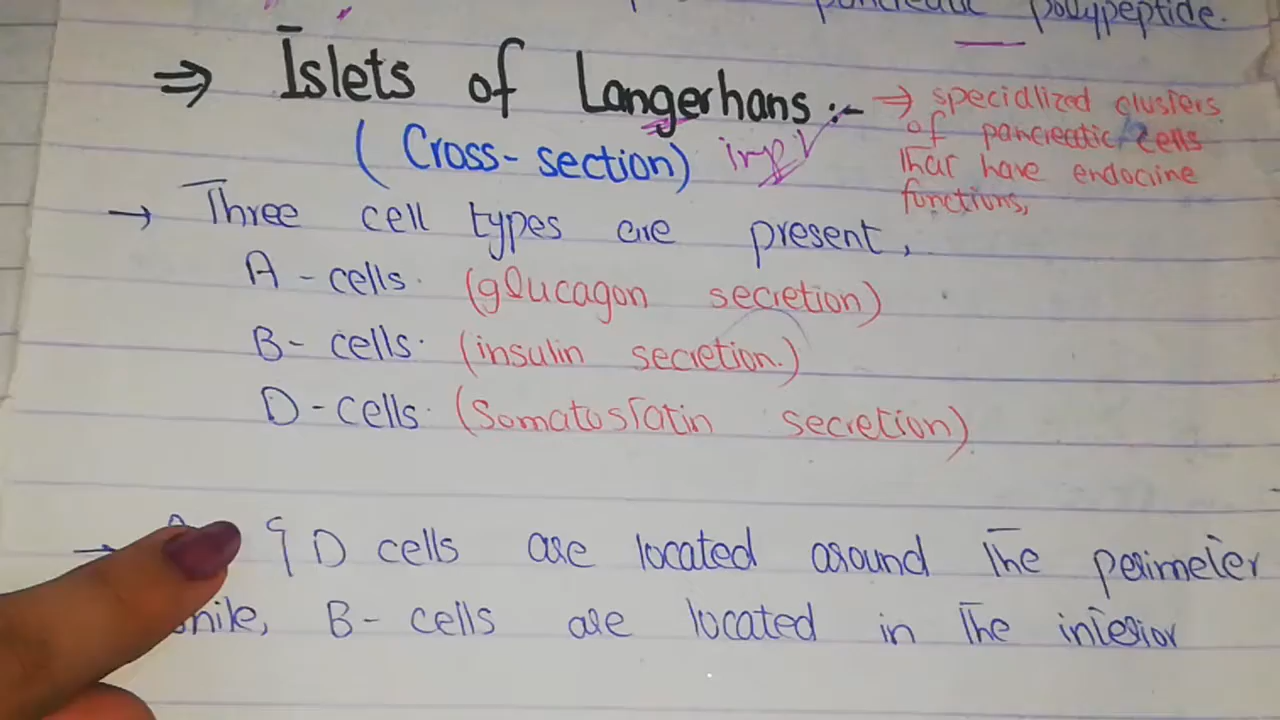 pancreatic polypeptide.
⇒ Islets of Langerhans :- ⇒ specialized clusters
of pancreatic cells
that have endocrine
functions,
(Cross-section) imp
→ Three cell types are present,
A - cells. (glucagon secretion)
B - cells. (insulin secretion.)
D - cells. (Somatostatin secretion)
→ D cells are located around the perimeter
B - cells are located in the interior